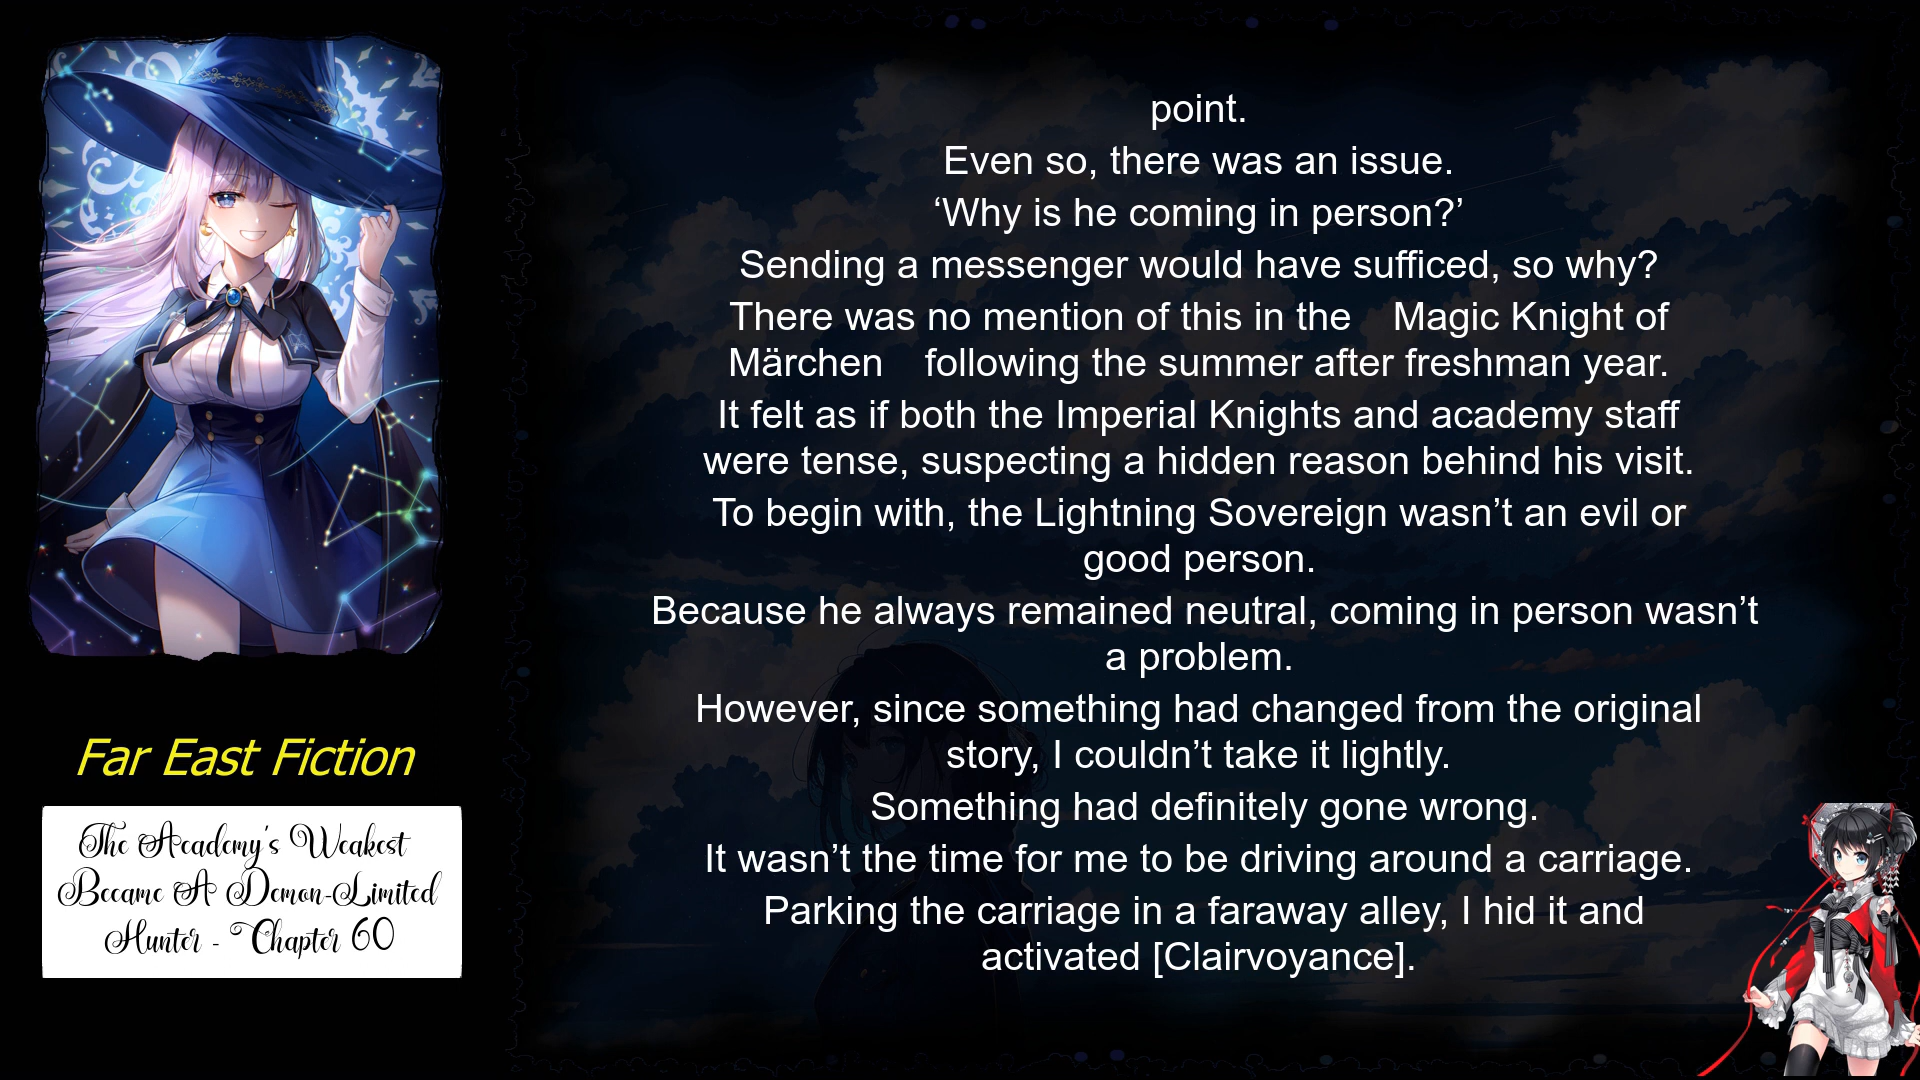 point.
Even so, there was an issue.
‘Why is he coming in person?’
Sending a messenger would have sufficed, so why?
There was no mention of this in the    Magic Knight of
Märchen    following the summer after freshman year.
It felt as if both the Imperial Knights and academy staff
were tense, suspecting a hidden reason behind his visit.
To begin with, the Lightning Sovereign wasn’t an evil or
good person.
Because he always remained neutral, coming in person wasn’t
a problem.
However, since something had changed from the original
story, I couldn’t take it lightly.
Something had definitely gone wrong.
It wasn’t the time for me to be driving around a carriage.
Parking the carriage in a faraway alley, I hid it and
activated [Clairvoyance].
Far East Fiction
The Academy's Weakest
Became A Demon-Limited
Hunter - Chapter 60